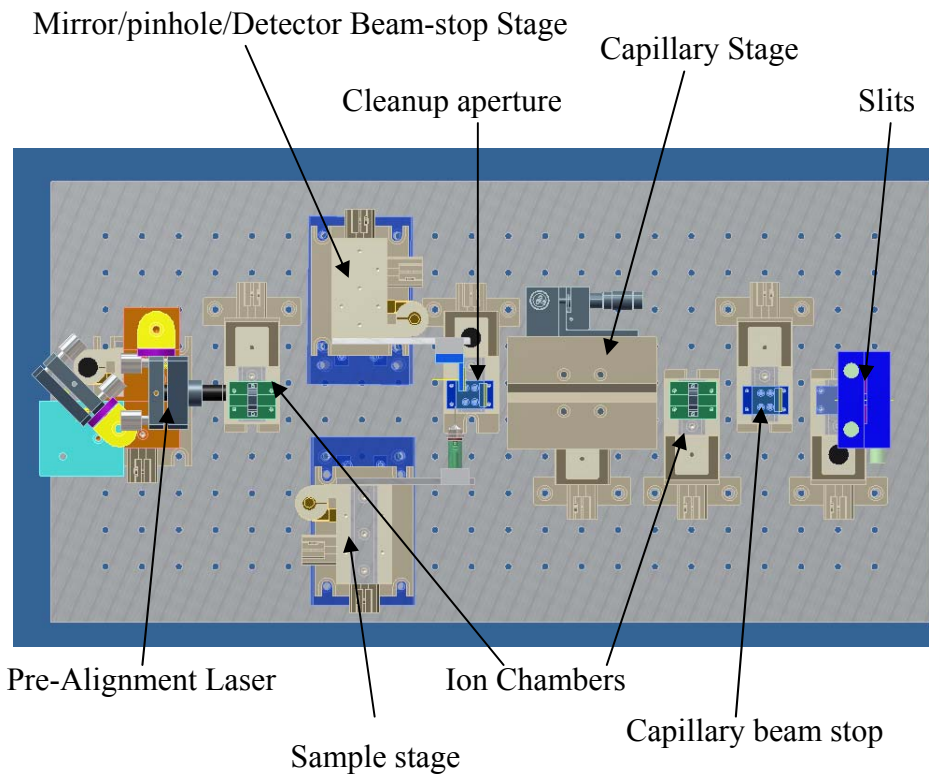 Mirror/pinhole/Detector Beam-stop Stage
Capillary Stage
Cleanup aperture
Slits
Pre-Alignment Laser
Ion Chambers
Capillary beam stop
Sample stage